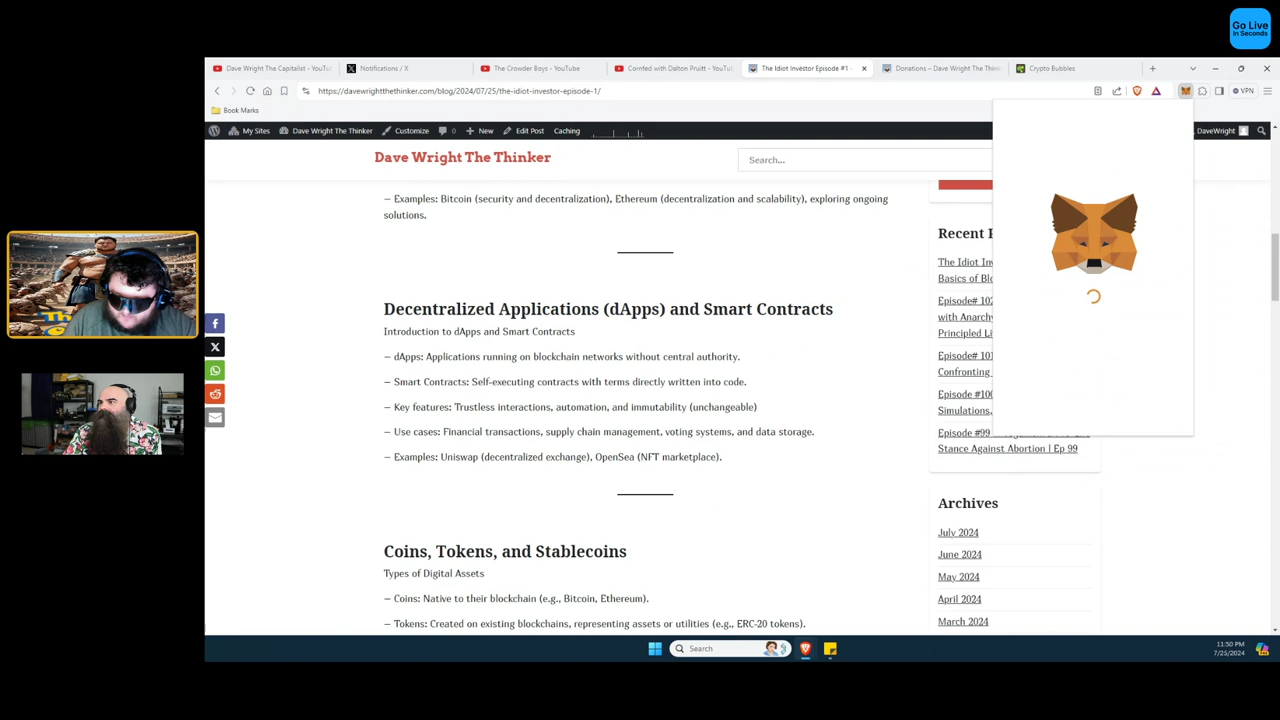 Go Live
In Seconds
Dave Wright The Capitalist - YouTu
Notifications / X
The Crowder Boys - YouTube
Cornfed with Dalton Pruitt - YouTu
The Idiot Investor Episode #1 -
Donations – Dave Wright The Thin
Crypto Bubbles
https://davewrightthethinker.com/blog/2024/07/25/the-idiot-investor-episode-1/
VPN
Book Marks
My Sites
Dave Wright The Thinker
Customize
0
New
Edit Post
Caching
DaveWright
Dave Wright The Thinker
Search...
– Examples: Bitcoin (security and decentralization), Ethereum (decentralization and scalability), exploring ongoing
solutions.
Decentralized Applications (dApps) and Smart Contracts
Introduction to dApps and Smart Contracts
– dApps: Applications running on blockchain networks without central authority.
– Smart Contracts: Self-executing contracts with terms directly written into code.
– Key features: Trustless interactions, automation, and immutability (unchangeable)
– Use cases: Financial transactions, supply chain management, voting systems, and data storage.
– Examples: Uniswap (decentralized exchange), OpenSea (NFT marketplace).
Coins, Tokens, and Stablecoins
Types of Digital Assets
– Coins: Native to their blockchain (e.g., Bitcoin, Ethereum).
– Tokens: Created on existing blockchains, representing assets or utilities (e.g., ERC-20 tokens).
Recent
The Idiot
Basics of
Episode# 102
with Anarchy
Principled
Episode# 101
Confronting
Episode #100
Simulations,
Episode #99
Stance Against Abortion | Ep 99
Archives
July 2024
June 2024
May 2024
April 2024
March 2024
Search
11:50 PM
7/25/2024